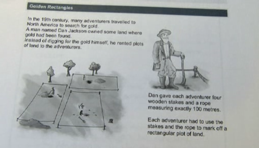 Golden Rectangles
In the 19th century, many adventurers travelled to
North America to search for gold.
A man named Dan Jackson owned some land where
gold had been found.
Instead of digging for the gold himself, he rented plots
of land to the adventurers.
Dan gave each adventurer four
wooden stakes and a rope
measuring exactly 100 metres.
Each adventurer had to use the
stakes and the rope to mark off a
rectangular plot of land.